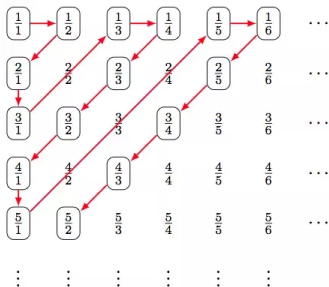 1/1 1/2 1/3 1/4 1/5 1/6 ⋯
2/1 2/2 2/3 2/4 2/5 2/6 ⋯
3/1 3/2 3/3 3/4 3/5 3/6 ⋯
4/1 4/2 4/3 4/4 4/5 4/6 ⋯
5/1 5/2 5/3 5/4 5/5 5/6 ⋯
⋮ ⋮ ⋮ ⋮ ⋮ ⋮